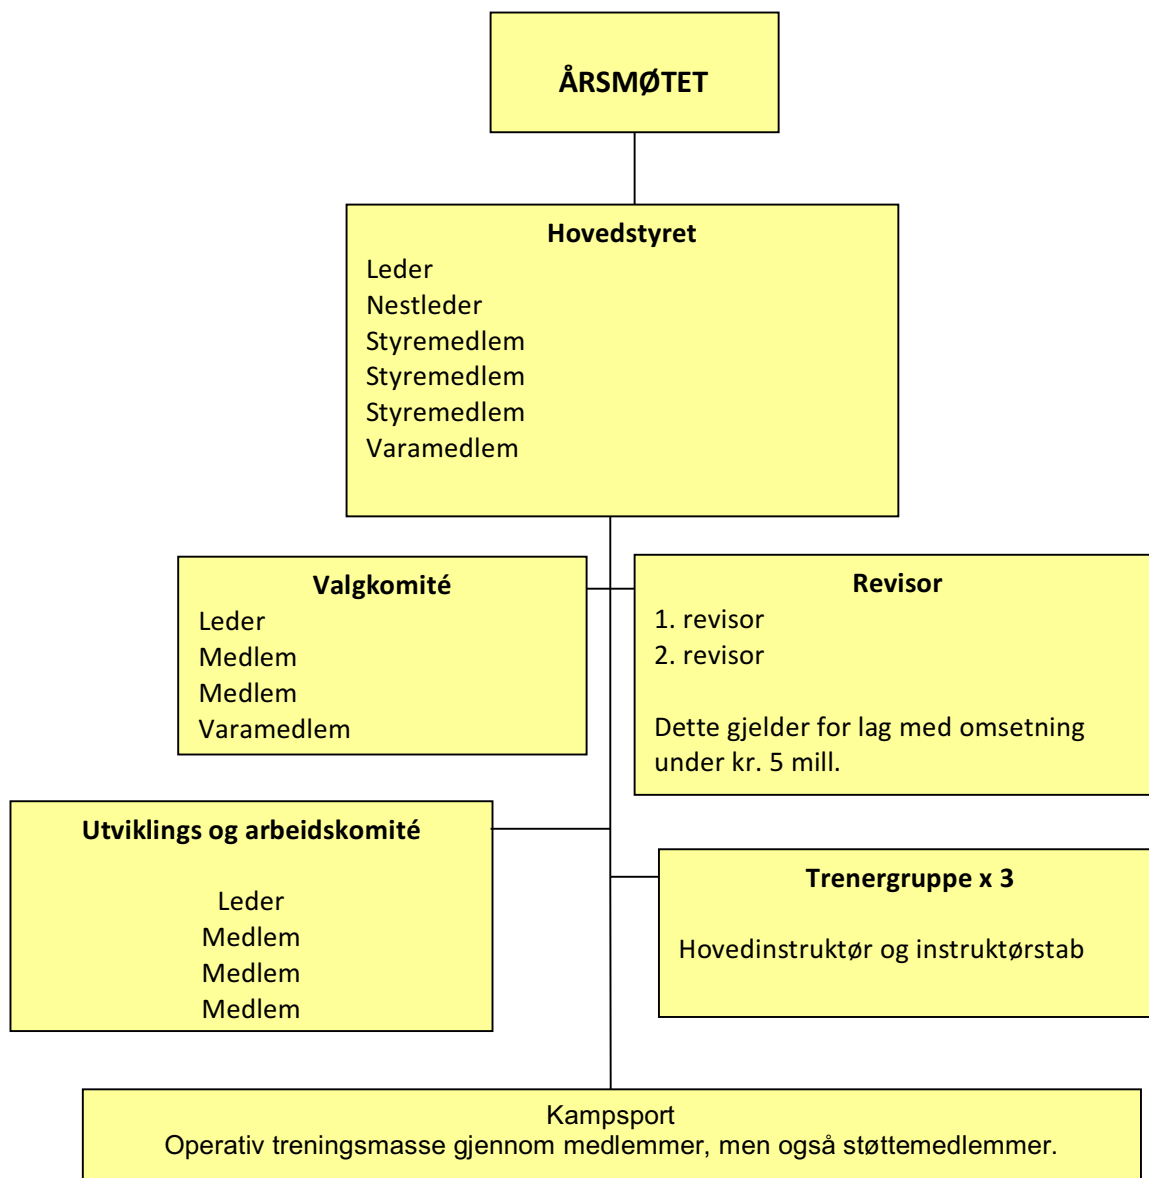 ÅRSMØTET
Hovedstyret
Leder
Nestleder
Styremedlem
Styremedlem
Styremedlem
Varamedlem
Valgkomité
Leder
Medlem
Medlem
Varamedlem
Revisor
1. revisor
2. revisor
Dette gjelder for lag med omsetning
under kr. 5 mill.
Utviklings og arbeidskomité
Leder
Medlem
Medlem
Medlem
Trenergruppe x 3
Hovedinstruktør og instruktørstab
Kampsport
Operativ treningsmasse gjennom medlemmer, men også støttemedlemmer.